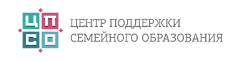 ЦП
СО
ЦЕНТР ПОДДЕРЖКИ
СЕМЕЙНОГО ОБРАЗОВАНИЯ